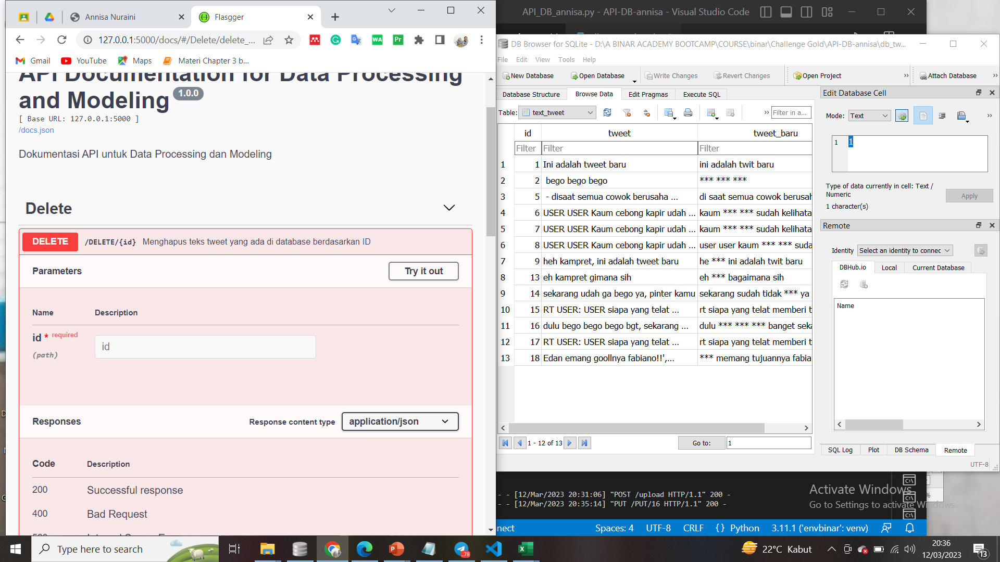 Annisa Nuraini
Flasgger
127.0.0.1:5000/docs/#/Delete/delete_...
Gmail
YouTube
Maps
Materi Chapter 3 b...
API Documentation for Data Processing
and Modeling 1.0.0
[ Base URL: 127.0.0.1:5000 ]
/docs.json
Dokumentasi API untuk Data Processing dan Modeling
Delete
DELETE /DELETE/{id} Menghapus teks tweet yang ada di database berdasarkan ID
Parameters
Try it out
Name Description
id * required
(path)
id
Responses
Response content type
application/json
Code Description
200 Successful response
400 Bad Request
API_DB_annisa.py - API-DB-annisa - Visual Studio Code
DB Browser for SQLite - D:\A BINAR ACADEMY BOOTCAMP\COURSE\binar\Challenge Gold\API-DB-annisa\db_tw...
File Edit View Tools Help
New Database Open Database Write Changes Revert Changes Open Project Attach Database
Database Structure Browse Data Edit Pragmas Execute SQL
Table: text_tweet
Filter in a...
id tweet tweet_baru
Filter Filter Filter
1 1 Ini adalah tweet baru ini adalah twit baru
2 2 bego bego bego *** *** ***
3 5 - disaat semua cowok berusaha ... di saat semua cowok berusah
4 6 USER USER Kaum cebong kapir udah ... kaum *** *** sudah kelihata
5 7 USER USER Kaum cebong kapir udah ... kaum *** *** sudah kelihata
6 8 USER USER Kaum cebong kapir udah ... user user kaum *** *** suda
7 9 heh kampret, ini adalah tweet baru he *** ini adalah twit baru
8 13 eh kampret gimana sih eh *** bagaimana sih
9 14 sekarang udah ga bego ya, pinter kamu sekarang sudah tidak *** ya
10 15 RT USER: USER siapa yang telat ... rt siapa yang telat memberi t
11 16 dulu bego bego bego bgt, sekarang ... dulu *** *** *** banget seka
12 17 RT USER: USER siapa yang telat ... rt siapa yang telat memberi t
13 18 Edan emang goollnya fabiano!!',... *** memang tujuannya fabia
1 - 12 of 13
Go to: 1
Edit Database Cell
Mode: Text
1 1
Type of data currently in cell: Text /
Numeric
1 character(s)
Apply
Remote
Identity Select an identity to connec
DBHub.io Local Current Database
Name
SQL Log Plot DB Schema Remote
UTF-8
- - [12/Mar/2023 20:31:06] "POST /upload HTTP/1.1" 200 -
- - [12/Mar/2023 20:35:14] "PUT /PUT/16 HTTP/1.1" 200 -
Activate Windows
Go to Settings to activate Windows.
nect
Spaces: 4 UTF-8 CRLF {} Python 3.11.1 ('envbinar': venv)
Type here to search
..78
22°C Kabut
20:36
12/03/2023
13